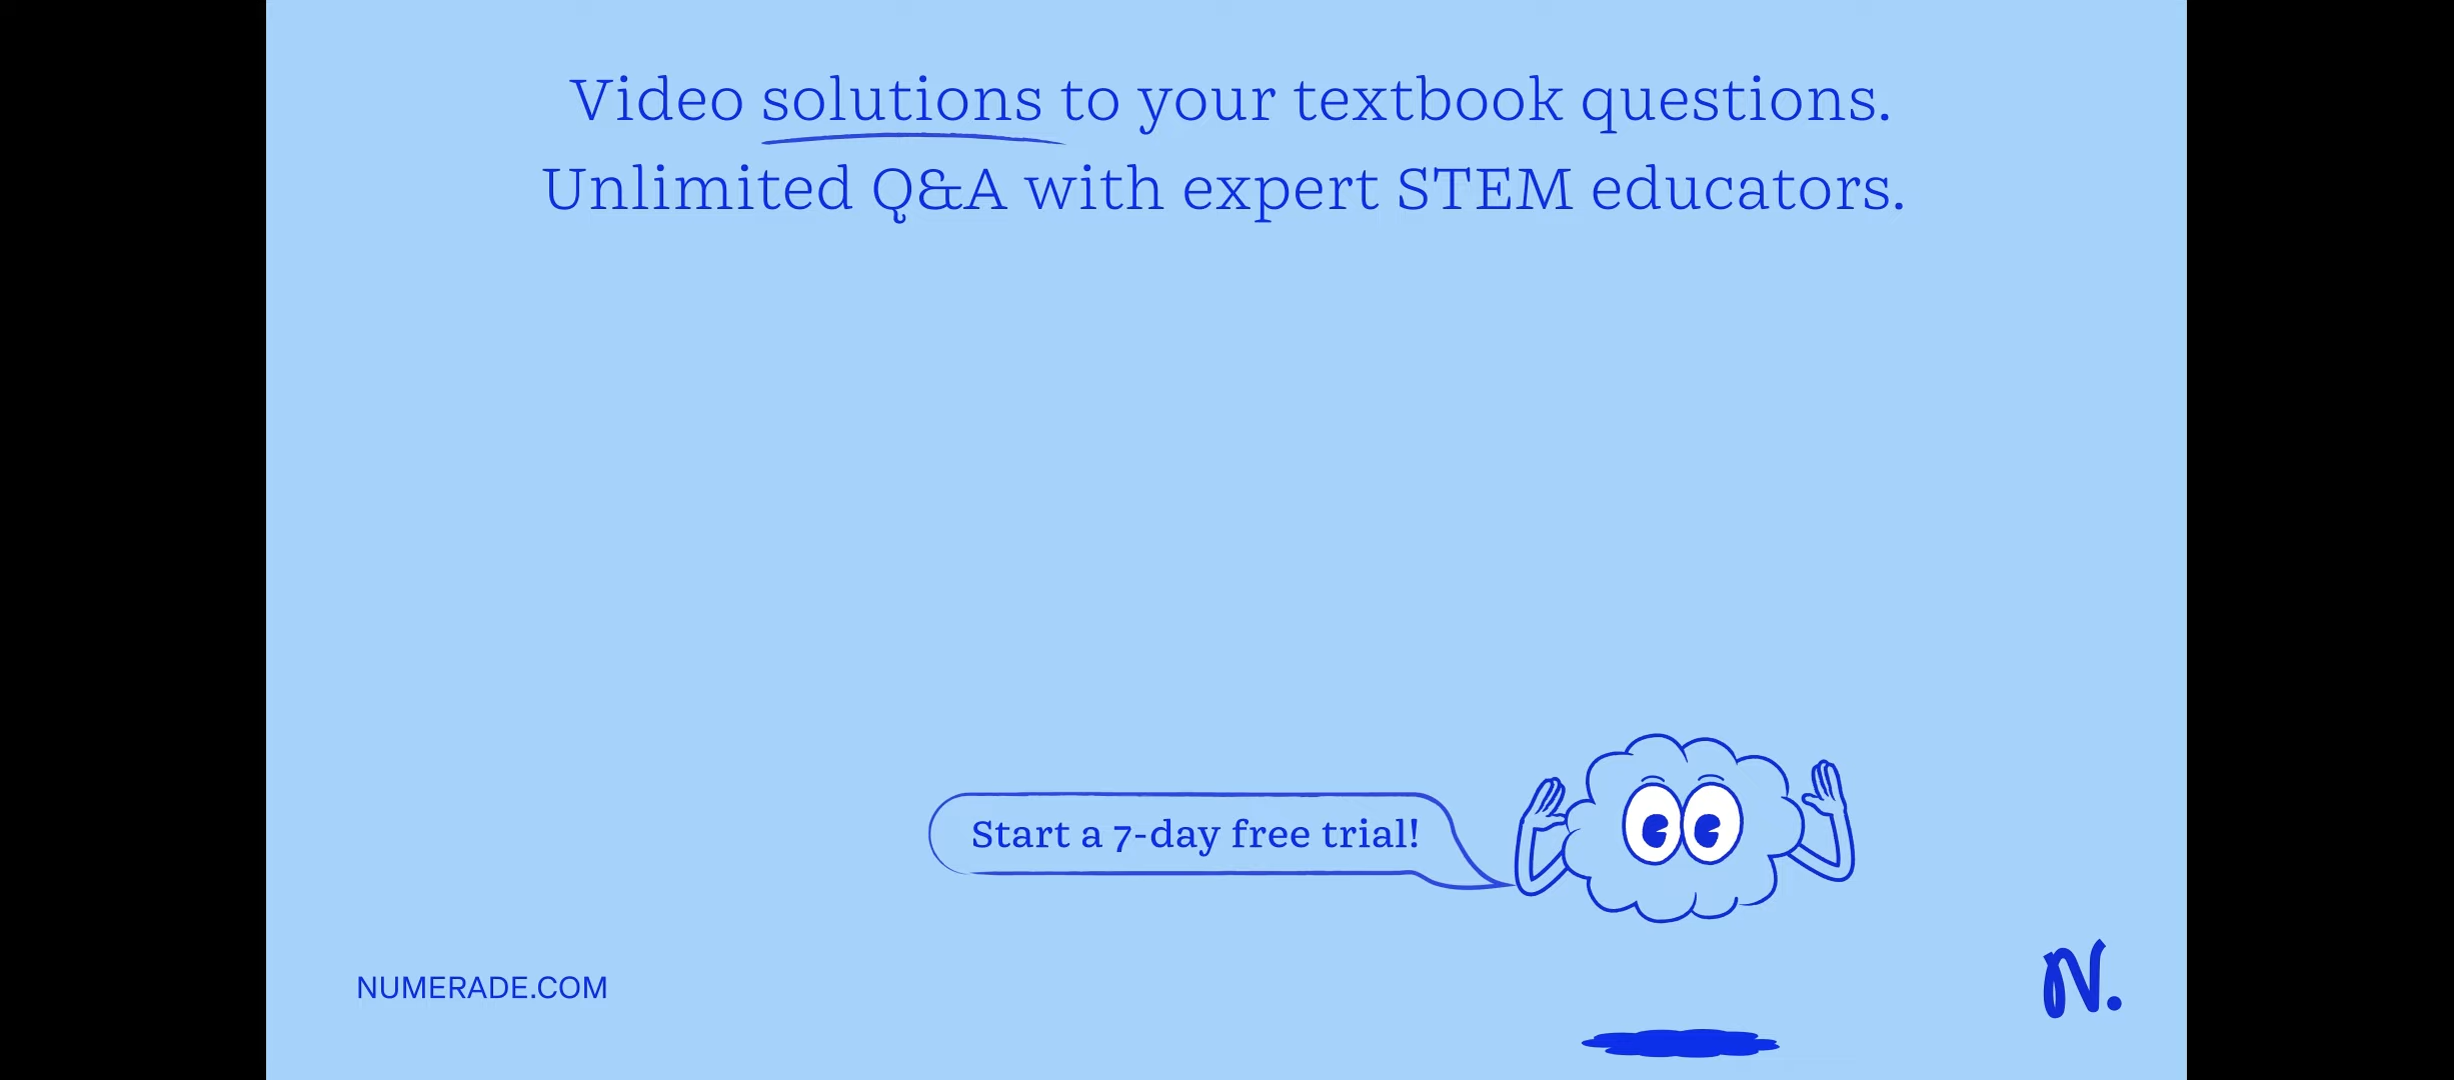 Video solutions to your textbook questions.
Unlimited Q&A with expert STEM educators.
Start a 7-day free trial!
NUMERADE.COM
N.